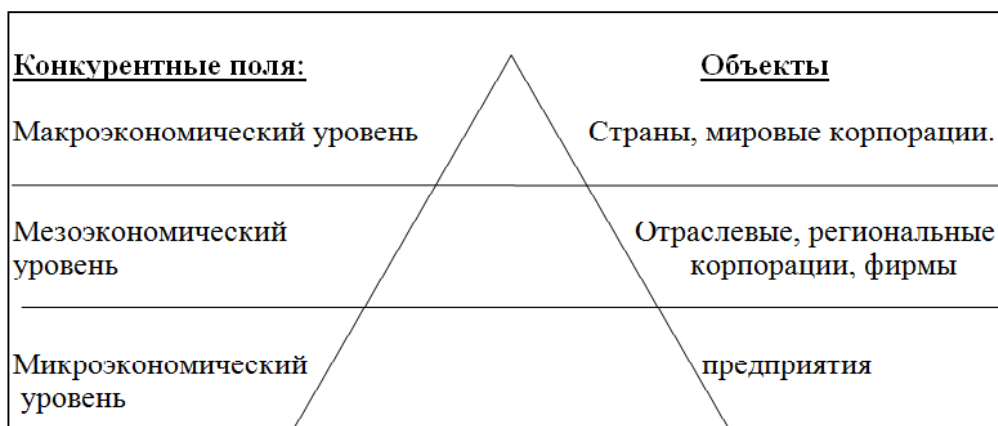 Конкурентные поля:
Объекты
Макроэкономический уровень
Страны, мировые корпорации.
Мезоэкономический
уровень
Отраслевые, региональные
корпорации, фирмы
Микроэкономический
уровень
предприятия